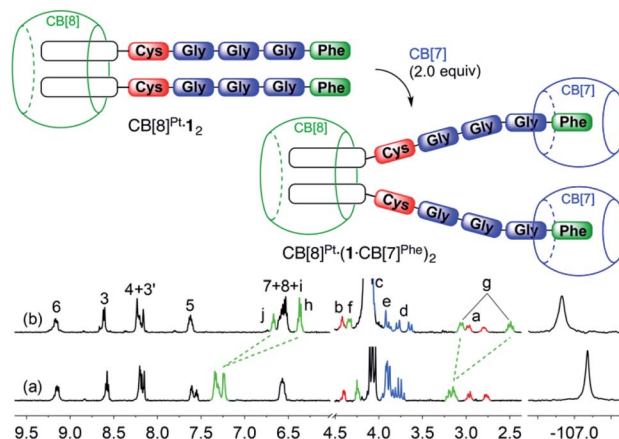 CB[8]
Cys Gly Gly Gly Phe
Cys Gly Gly Gly Phe
CB[8]Pt·12
CB[7]
(2.0 equiv)
CB[8]
CB[7]
Cys Gly Gly Gly Phe
Cys Gly Gly Gly Phe
CB[7]
CB[8]Pt·(1·CB[7]Phe)2
6 3 4+3' 5 j 7+8+i h c b f e d g a
(b)
(a)
9.5 9.0 8.5 8.0 7.5 7.0 6.5 4.5 4.0 3.5 3.0 2.5 -107.0